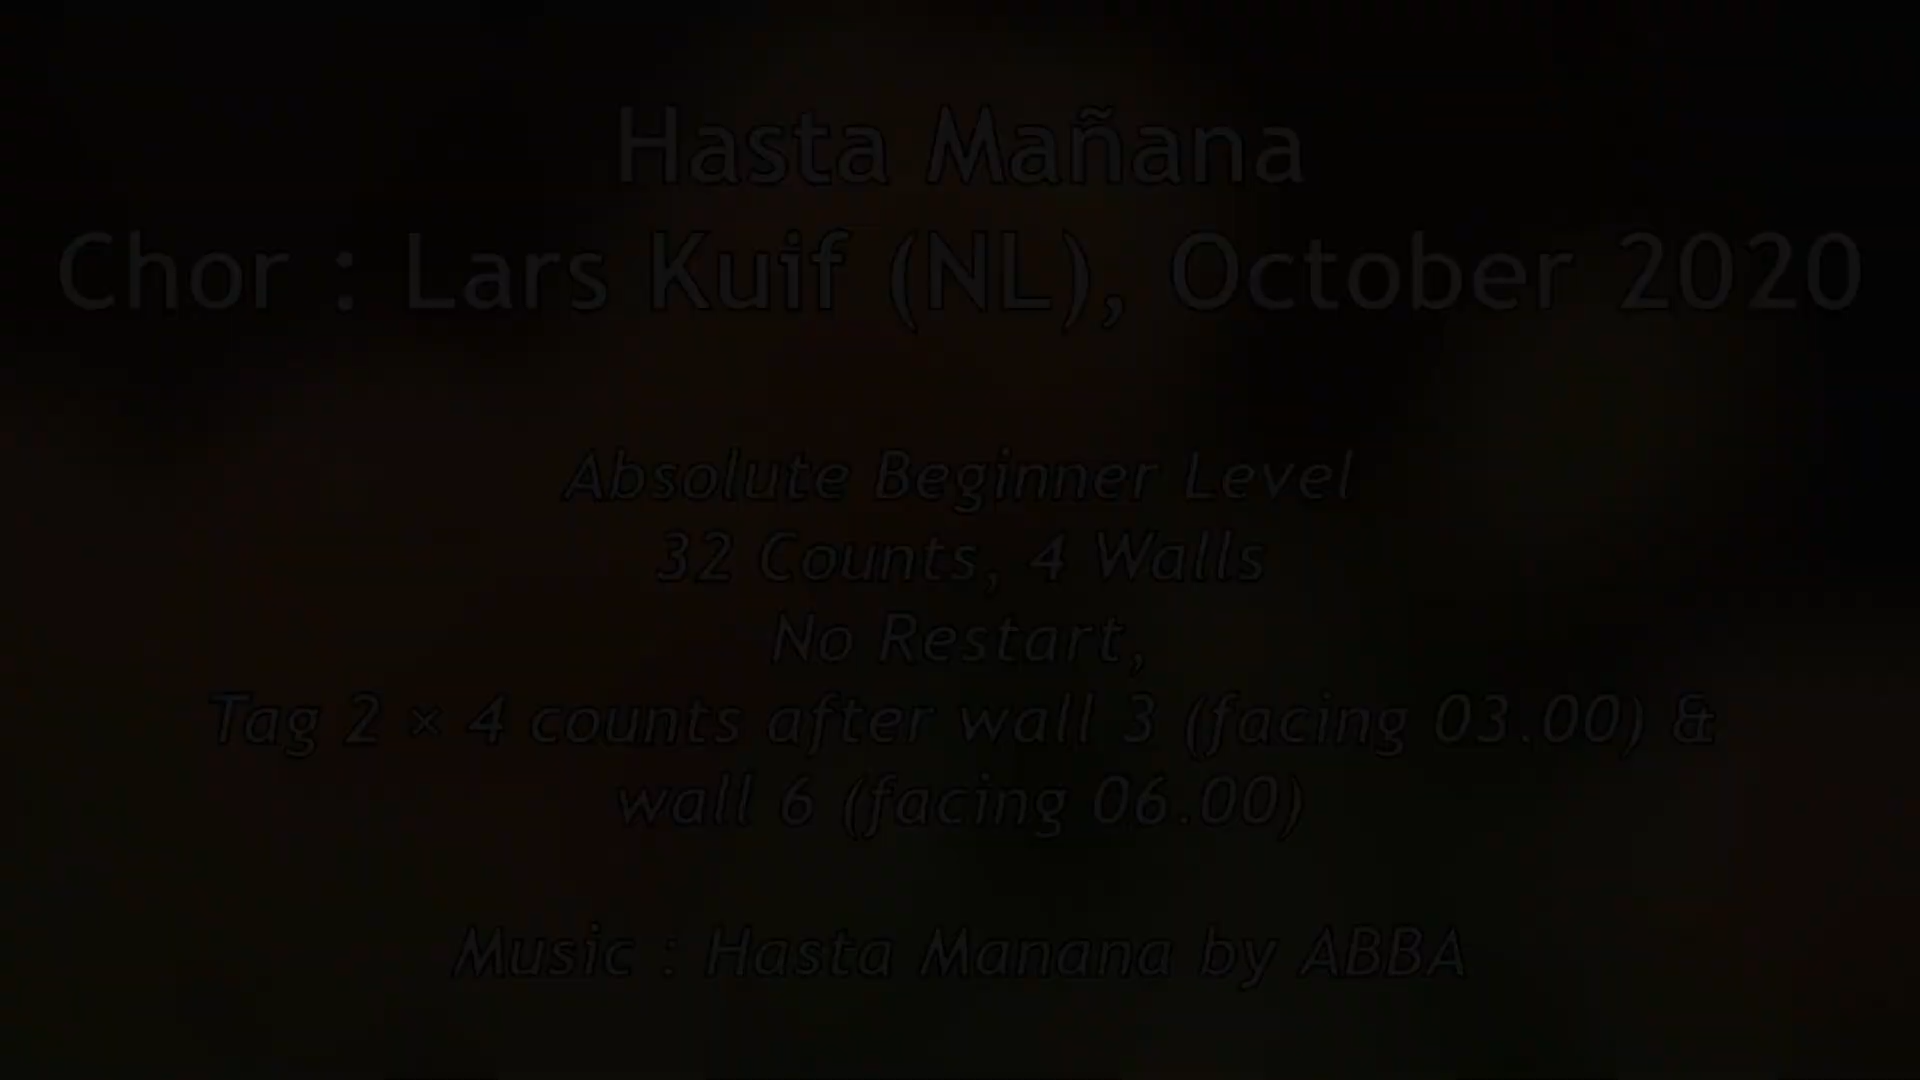 Hasta Mañana
Chor : Lars Kuif (NL), October 2020
Absolute Beginner Level
32 Counts, 4 Walls
No Restart,
Tag 2 × 4 counts after wall 3 (facing 03.00) &
wall 6 (facing 06.00)
Music : Hasta Manana by ABBA